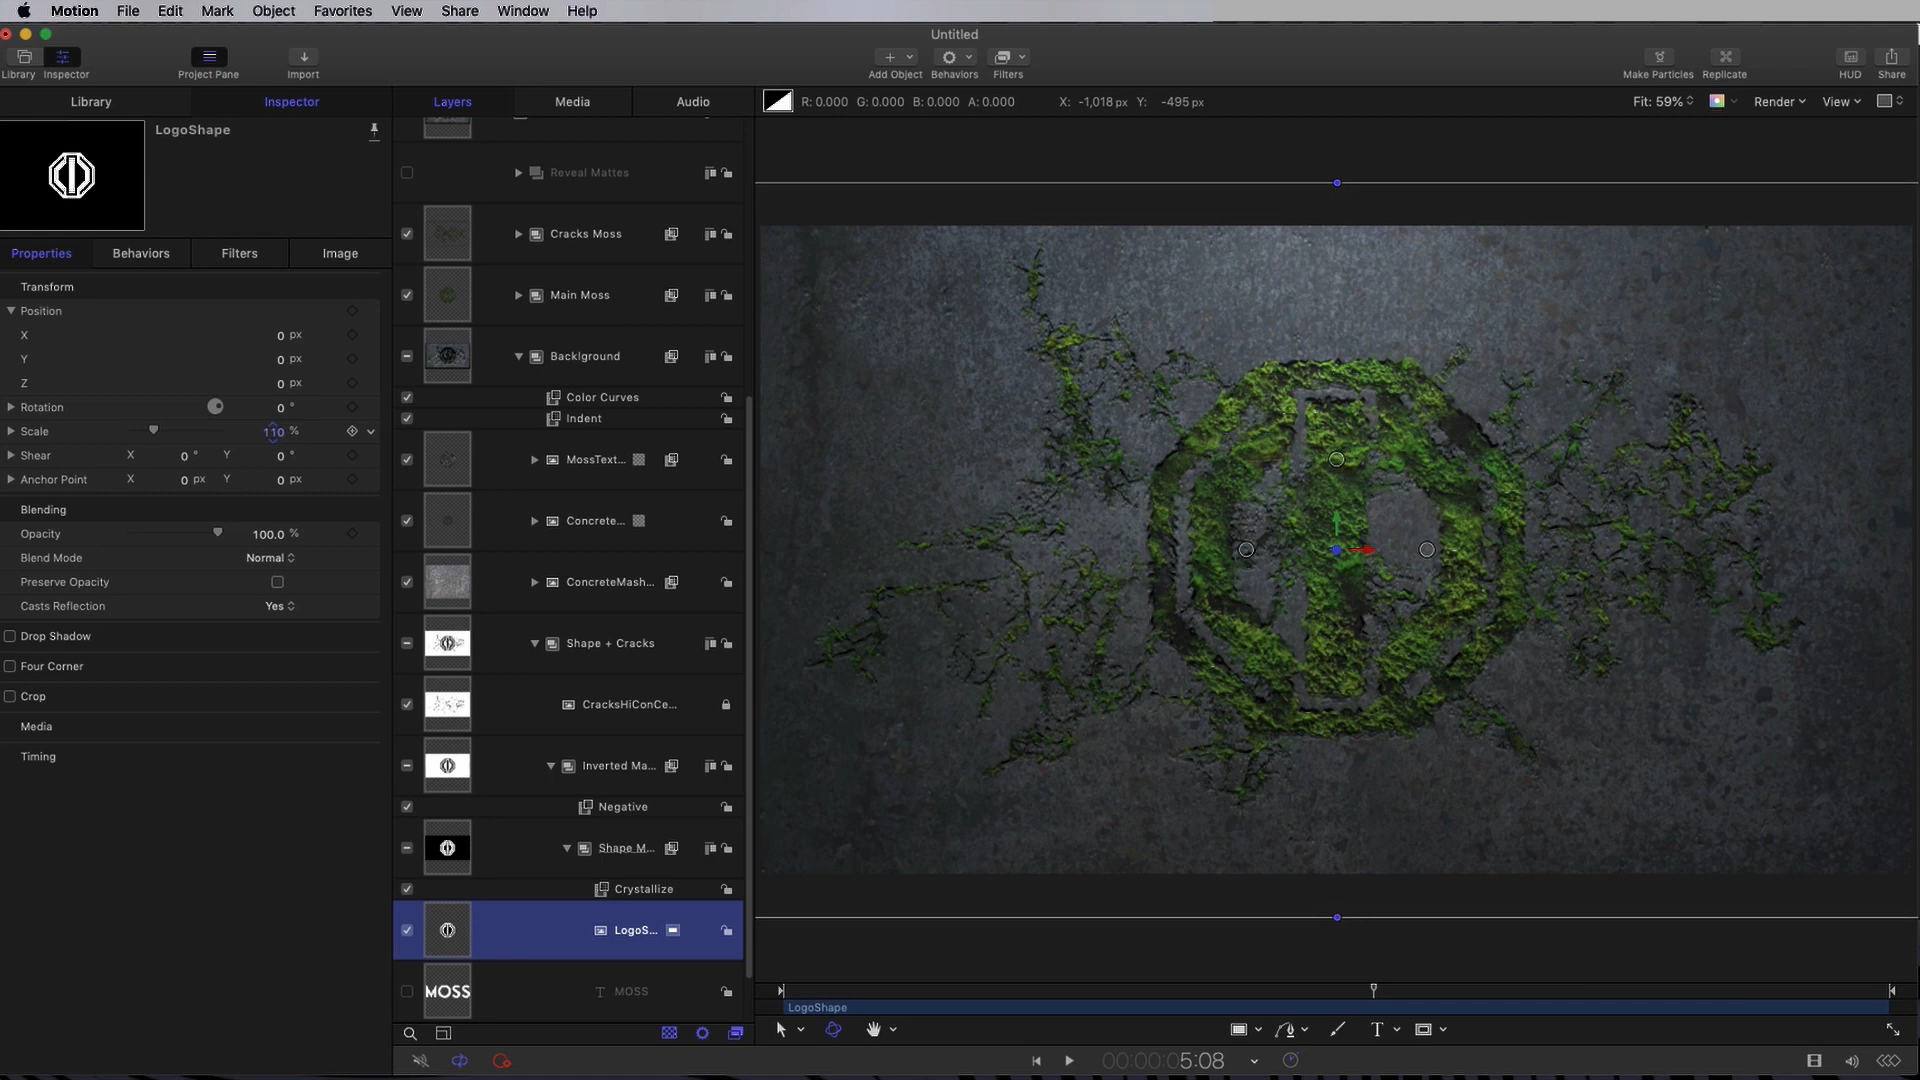 Motion File Edit Mark Object Favorites View Share Window Help
Untitled
Library Inspector Project Pane Import Add Object Behaviors Filters Make Particles Replicate HUD Share
Library Inspector Layers Media Audio R: 0.000 G: 0.000 B: 0.000 A: 0.000 X: -1,018 px Y: -495 px Fit: 59% Render View
LogoShape
Reveal Mattes
Cracks Moss
Properties Behaviors Filters Image
Transform
Main Moss
Position
X 0 px
Y 0 px
Backlground
Z 0 px
Color Curves
Rotation 0 °
Indent
Scale 110 %
Shear X 0 ° Y 0 °
MossText...
Anchor Point X 0 px Y 0 px
Blending
Concrete...
Opacity 100.0 %
Blend Mode Normal
Preserve Opacity
ConcreteMash...
Casts Reflection Yes
Drop Shadow
Shape + Cracks
Four Corner
Crop
CracksHiConCe...
Media
Timing
Inverted Ma...
Negative
Shape M...
Crystallize
LogoS...
MOSS
MOSS
LogoShape
T
00:00:05:08